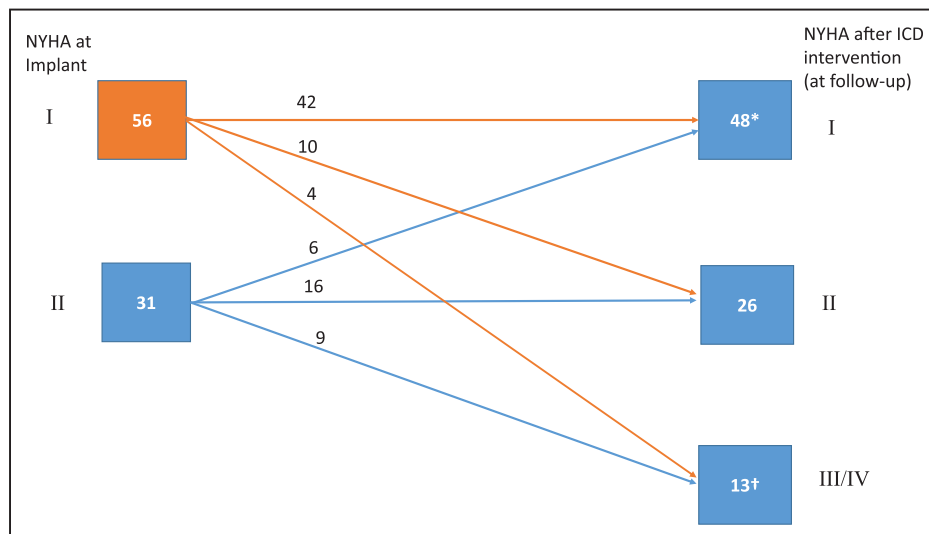 NYHA at
Implant
NYHA after ICD
intervention
(at follow-up)
I
56
42
48*
I
10
4
6
II
31
16
26
II
9
13†
III/IV